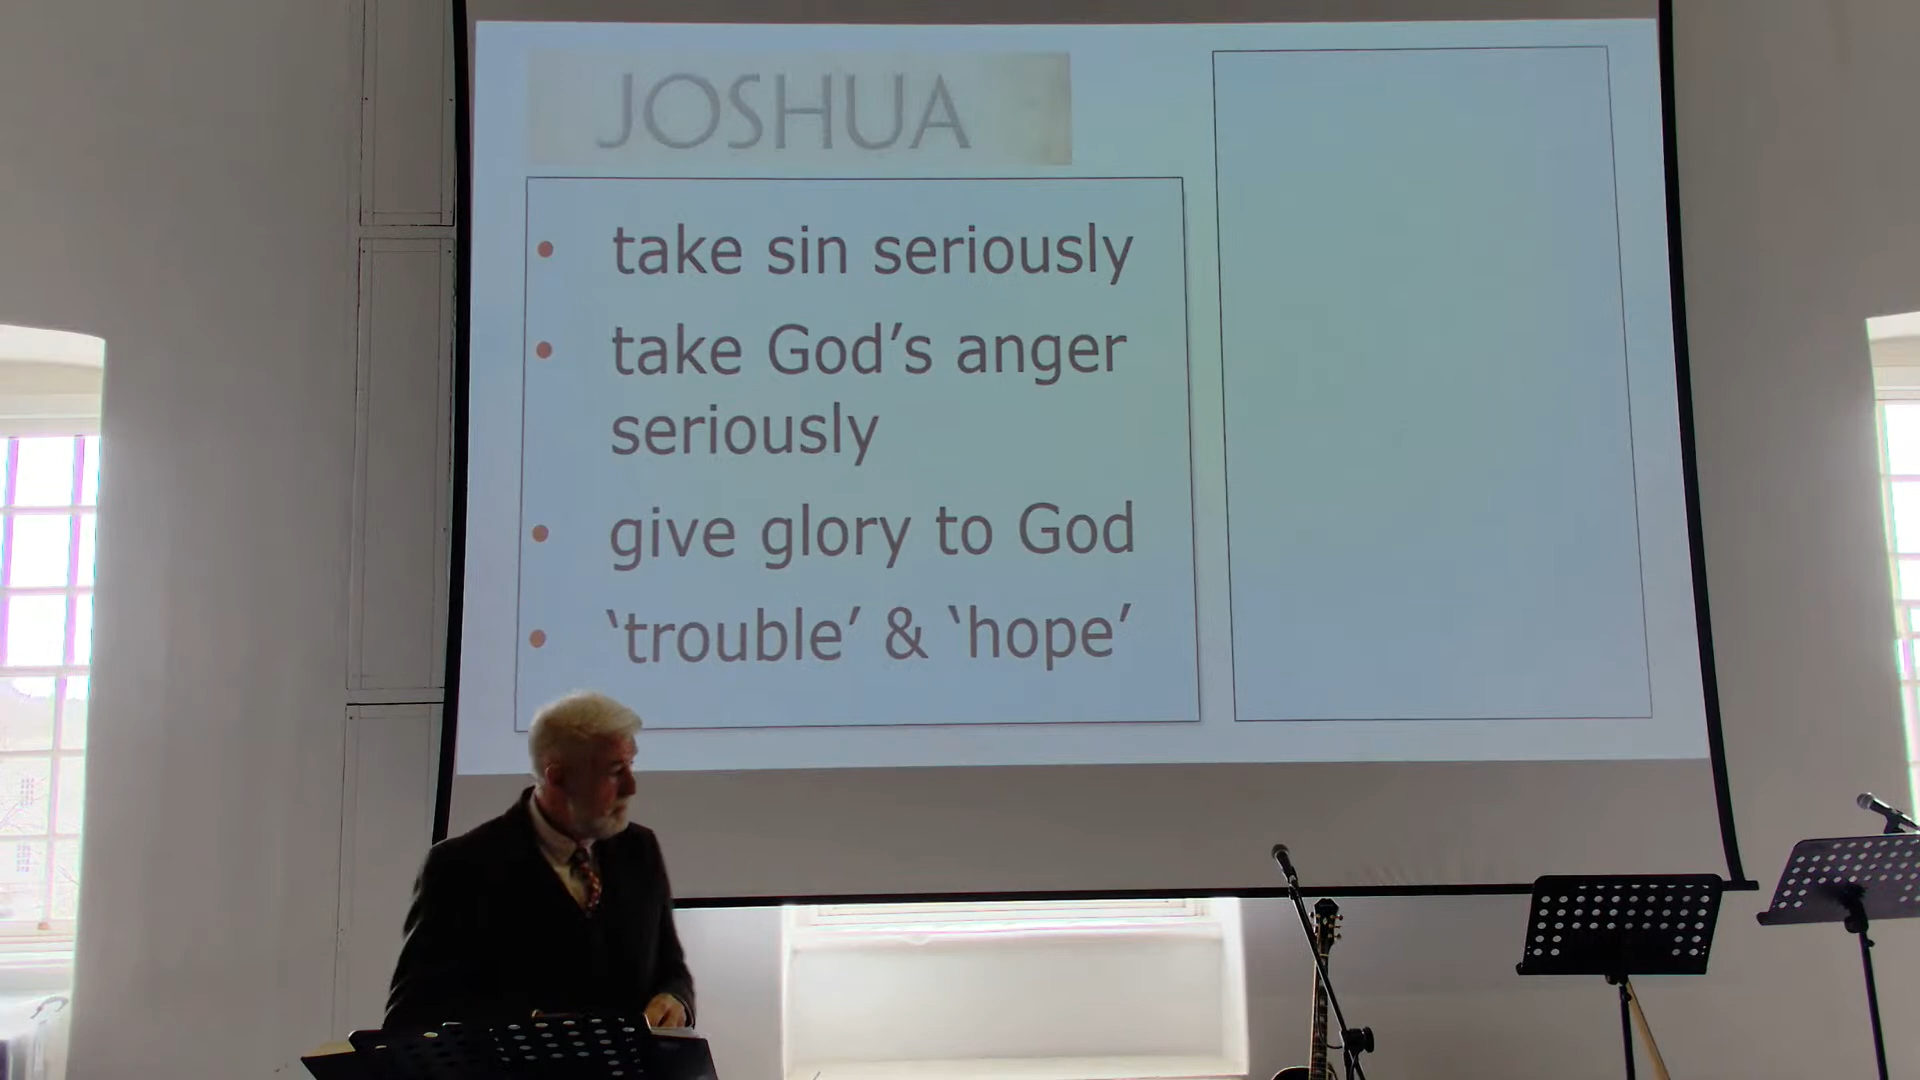 JOSHUA
• take sin seriously
• take God’s anger
seriously
• give glory to God
• ‘trouble’ & ‘hope’